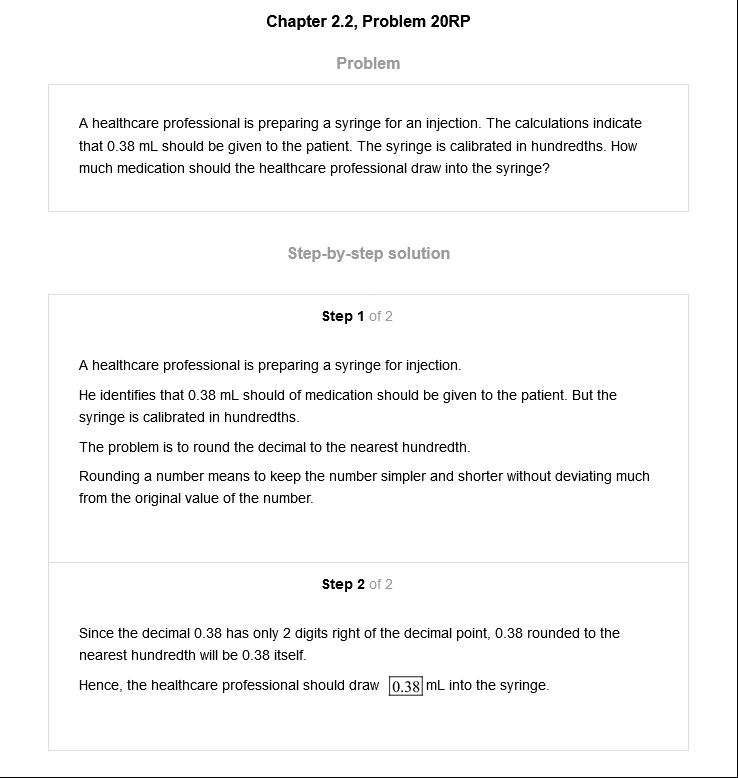 Chapter 2.2, Problem 20RP
Problem
A healthcare professional is preparing a syringe for an injection. The calculations indicate
that 0.38 mL should be given to the patient. The syringe is calibrated in hundredths. How
much medication should the healthcare professional draw into the syringe?
Step-by-step solution
Step 1 of 2
A healthcare professional is preparing a syringe for injection.
He identifies that 0.38 mL should of medication should be given to the patient. But the
syringe is calibrated in hundredths.
The problem is to round the decimal to the nearest hundredth.
Rounding a number means to keep the number simpler and shorter without deviating much
from the original value of the number.
Step 2 of 2
Since the decimal 0.38 has only 2 digits right of the decimal point, 0.38 rounded to the
nearest hundredth will be 0.38 itself.
Hence, the healthcare professional should draw 0.38 mL into the syringe.